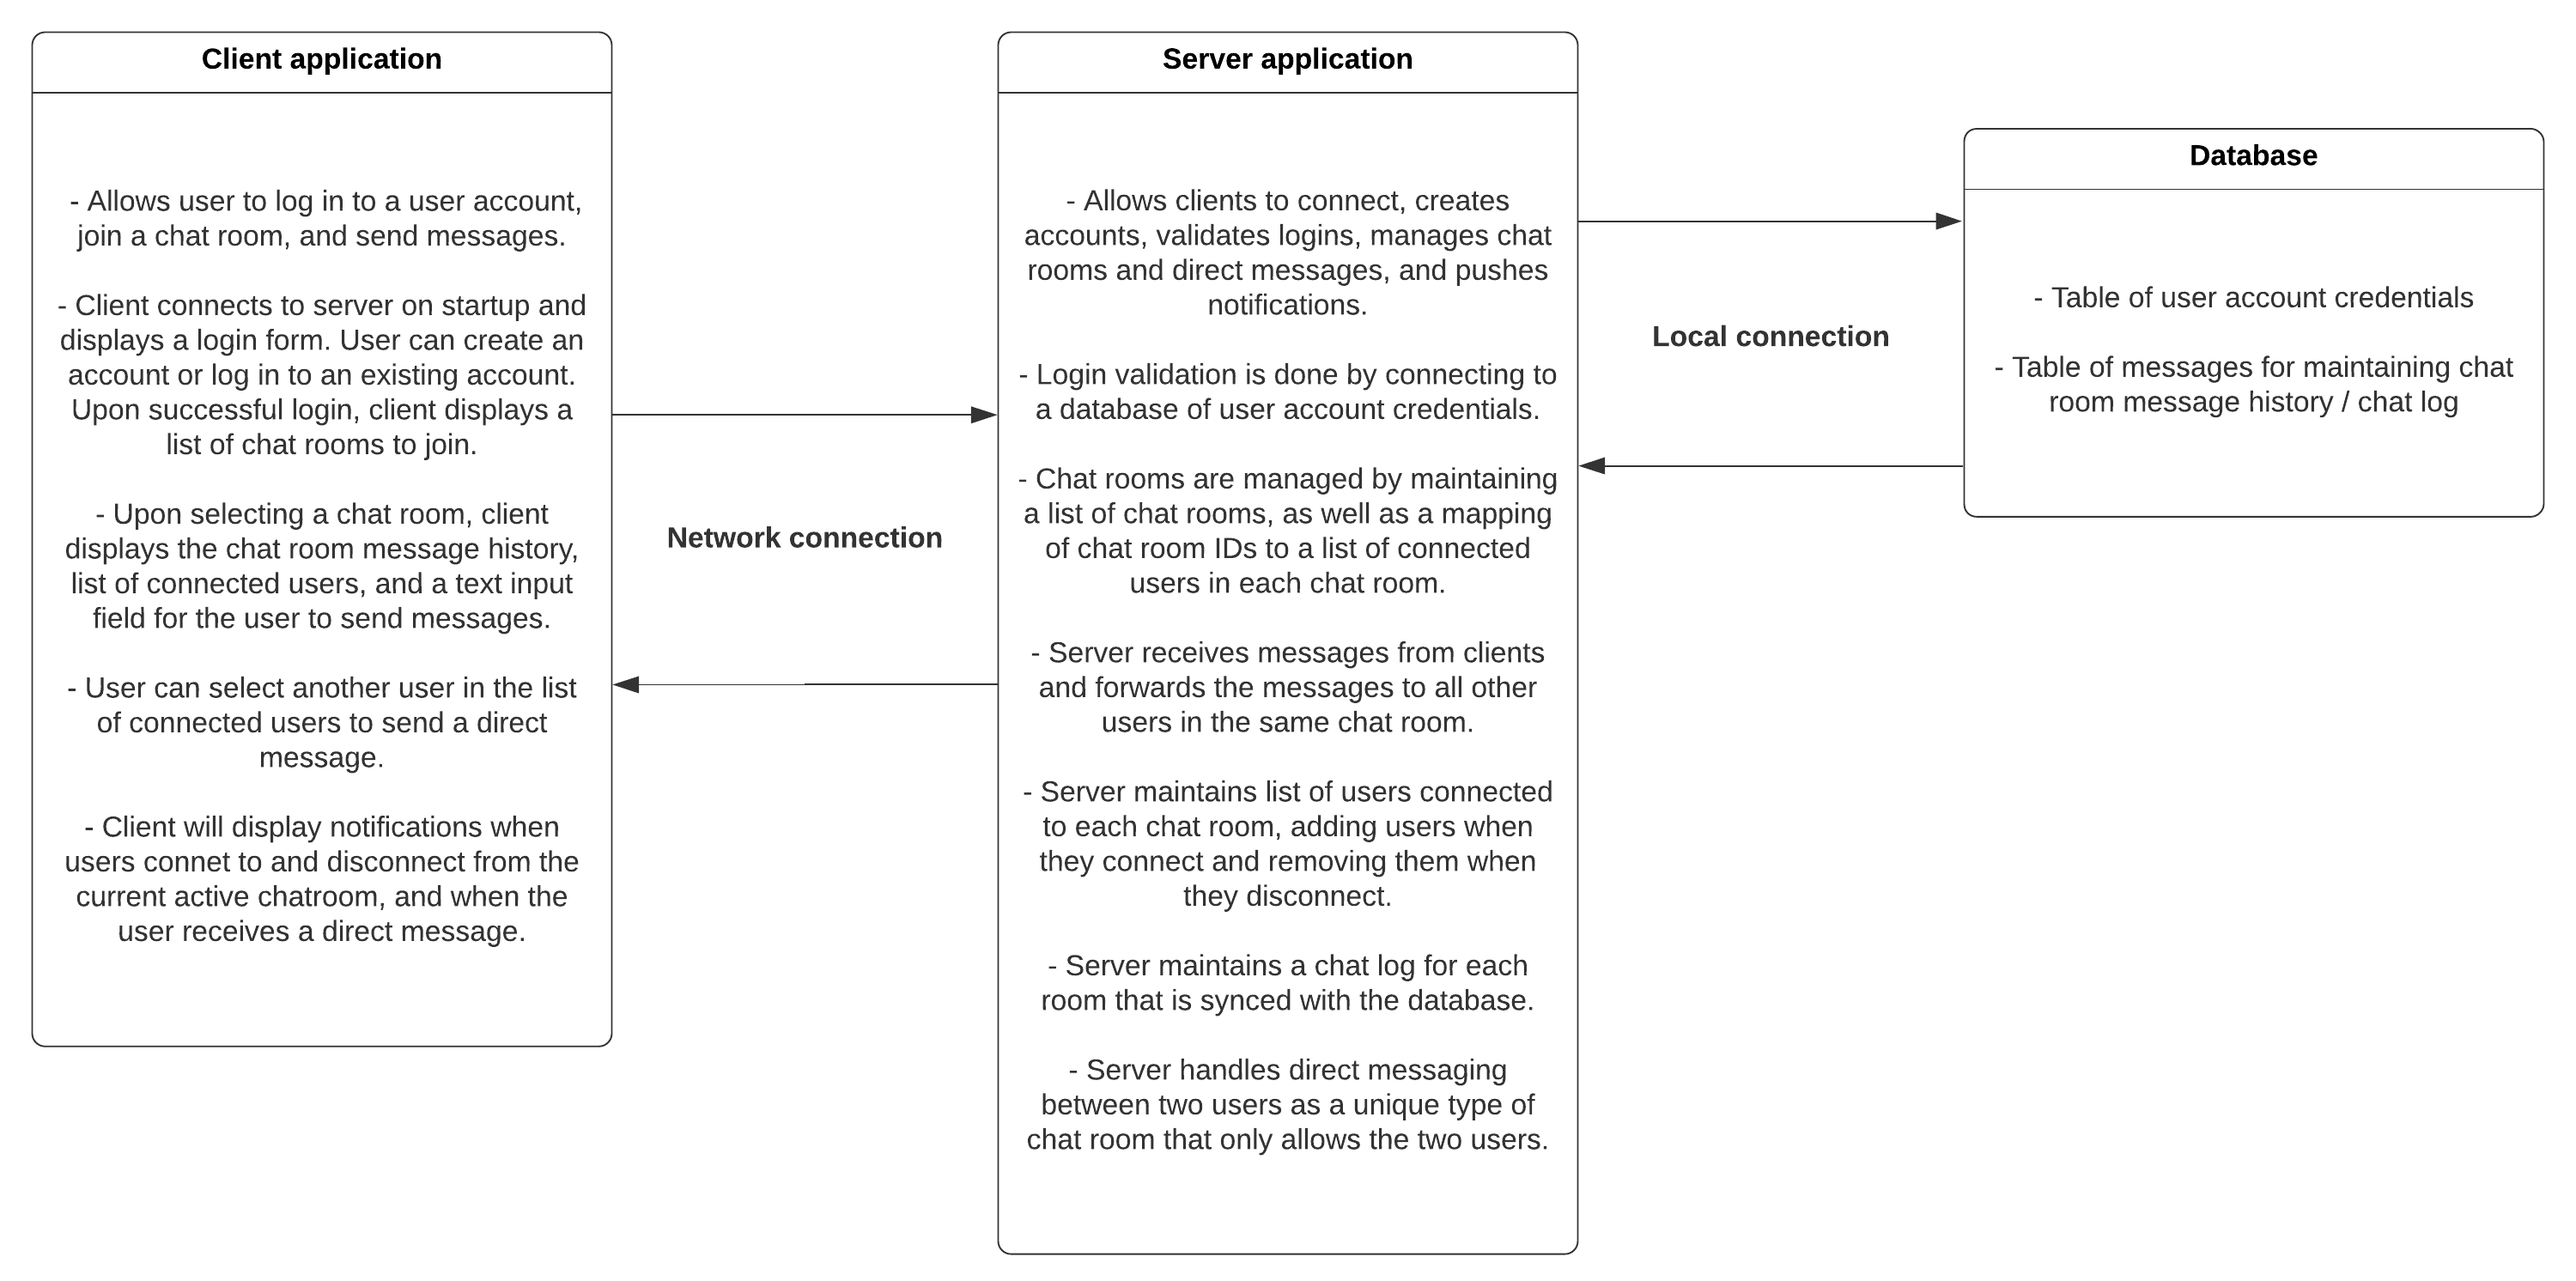 Client application
- Allows user to log in to a user account,
join a chat room, and send messages.
- Client connects to server on startup and
displays a login form. User can create an
account or log in to an existing account.
Upon successful login, client displays a
list of chat rooms to join.
- Upon selecting a chat room, client
displays the chat room message history,
list of connected users, and a text input
field for the user to send messages.
- User can select another user in the list
of connected users to send a direct
message.
- Client will display notifications when
users connet to and disconnect from the
current active chatroom, and when the
user receives a direct message.
Network connection
Server application
- Allows clients to connect, creates
accounts, validates logins, manages chat
rooms and direct messages, and pushes
notifications.
- Login validation is done by connecting to
a database of user account credentials.
- Chat rooms are managed by maintaining
a list of chat rooms, as well as a mapping
of chat room IDs to a list of connected
users in each chat room.
- Server receives messages from clients
and forwards the messages to all other
users in the same chat room.
- Server maintains list of users connected
to each chat room, adding users when
they connect and removing them when
they disconnect.
- Server maintains a chat log for each
room that is synced with the database.
- Server handles direct messaging
between two users as a unique type of
chat room that only allows the two users.
Local connection
Database
- Table of user account credentials
- Table of messages for maintaining chat
room message history / chat log